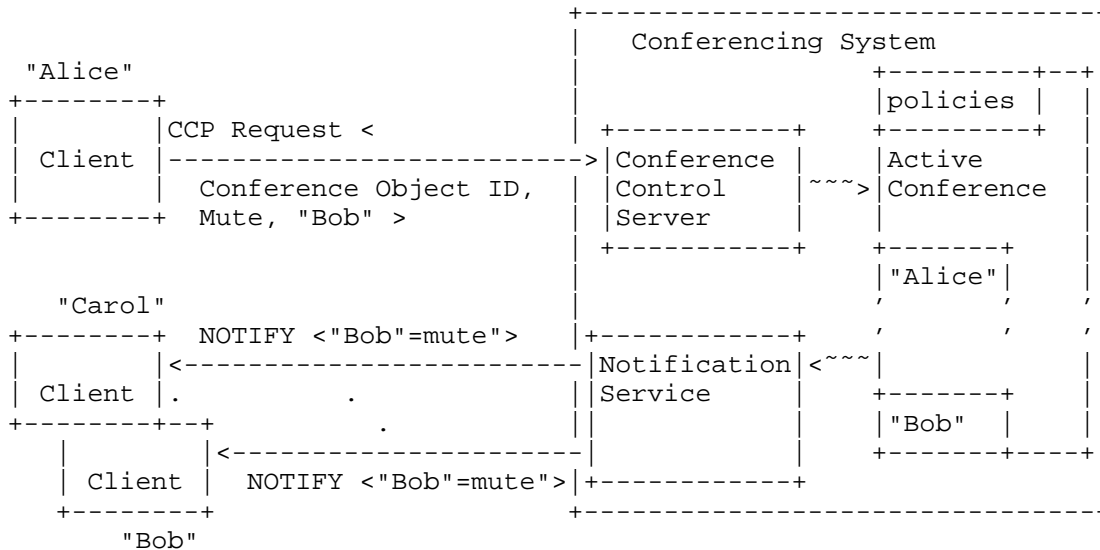 Conferencing System
"Alice"
policies
CCP Request <
Client
Conference Active
Conference Object ID, Control ~~~> Conference
Mute, "Bob" > Server
"Alice"
"Carol"
NOTIFY <"Bob"=mute">
Notification <~~~
Client . . Service
. "Bob"
Client NOTIFY <"Bob"=mute">
"Bob"